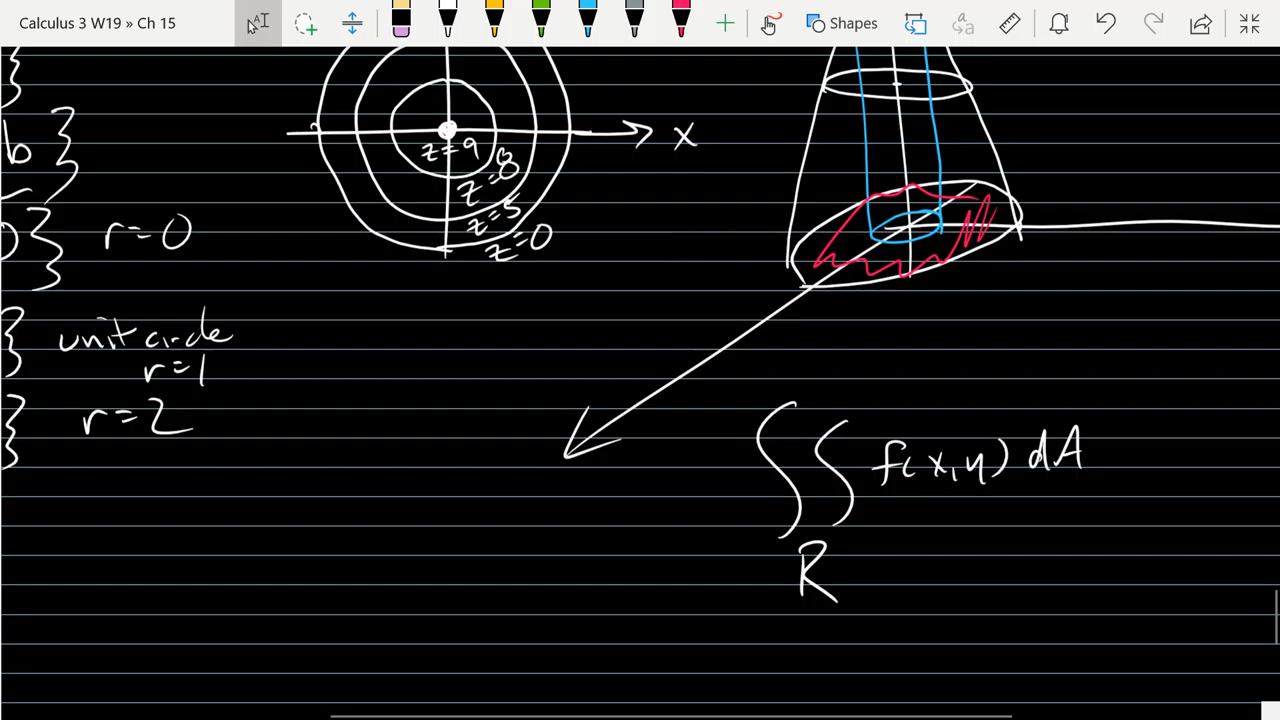 Calculus 3 W19 » Ch 15
Shapes
}
b }
} r=0
} unit circle
r=1
} r=2
x
z=9
z=8
z=5
z=0
∬ f(x,y) dA
R